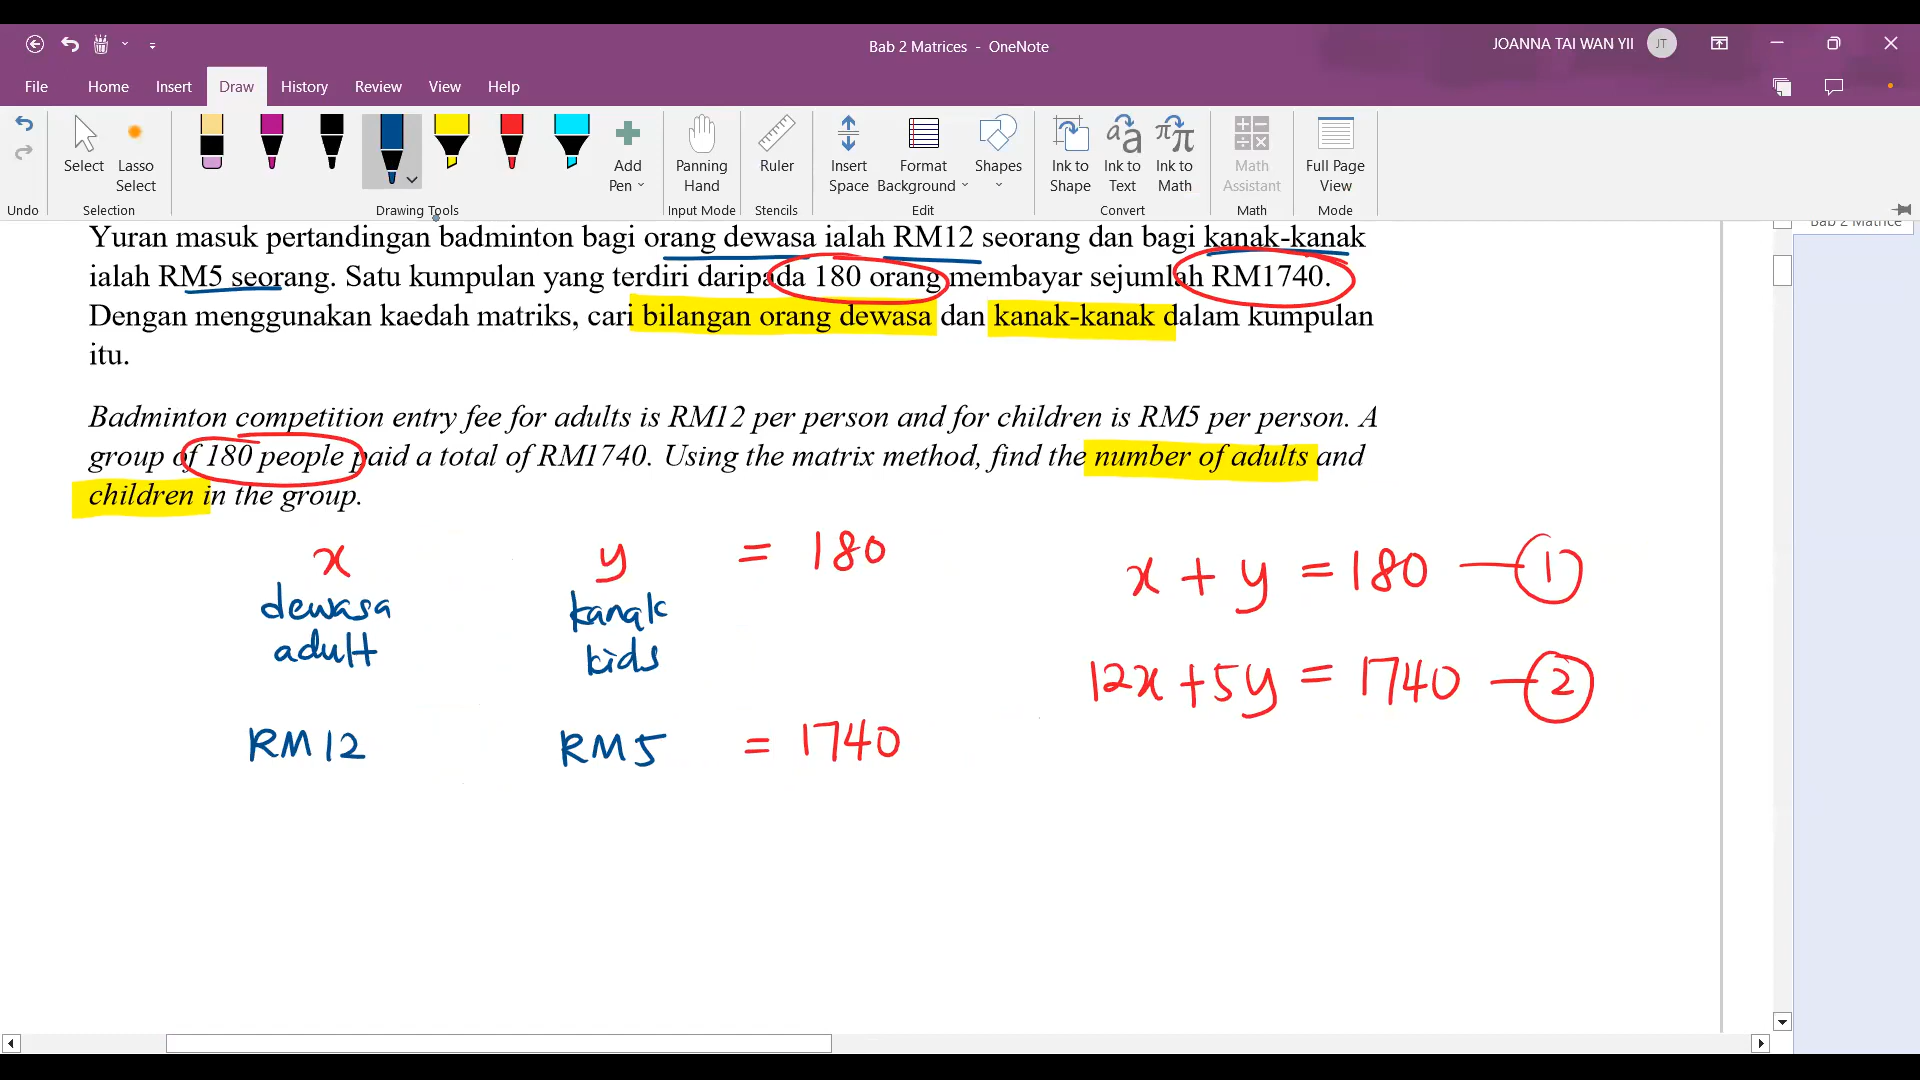 Bab 2 Matrices - OneNote
JOANNA TAI WAN YII JT
File Home Insert Draw History Review View Help
Select Lasso Select Add Pen Panning Hand Ruler Insert Space Format Background Shapes Ink to Shape Ink to Text Ink to Math Math Assistant Full Page View
Undo Selection Drawing Tools Input Mode Stencils Edit Convert Math Mode
Bab 2 Matrice
Yuran masuk pertandingan badminton bagi orang dewasa ialah RM12 seorang dan bagi kanak-kanak
ialah RM5 seorang. Satu kumpulan yang terdiri daripada 180 orang membayar sejumlah RM1740.
Dengan menggunakan kaedah matriks, cari bilangan orang dewasa dan kanak-kanak dalam kumpulan
itu.
Badminton competition entry fee for adults is RM12 per person and for children is RM5 per person. A
group of 180 people paid a total of RM1740. Using the matrix method, find the number of adults and
children in the group.
x y = 180
dewasa kanak
adult kids
RM12 RM5 = 1740
x + y = 180 — 1
12x + 5y = 1740 — 2